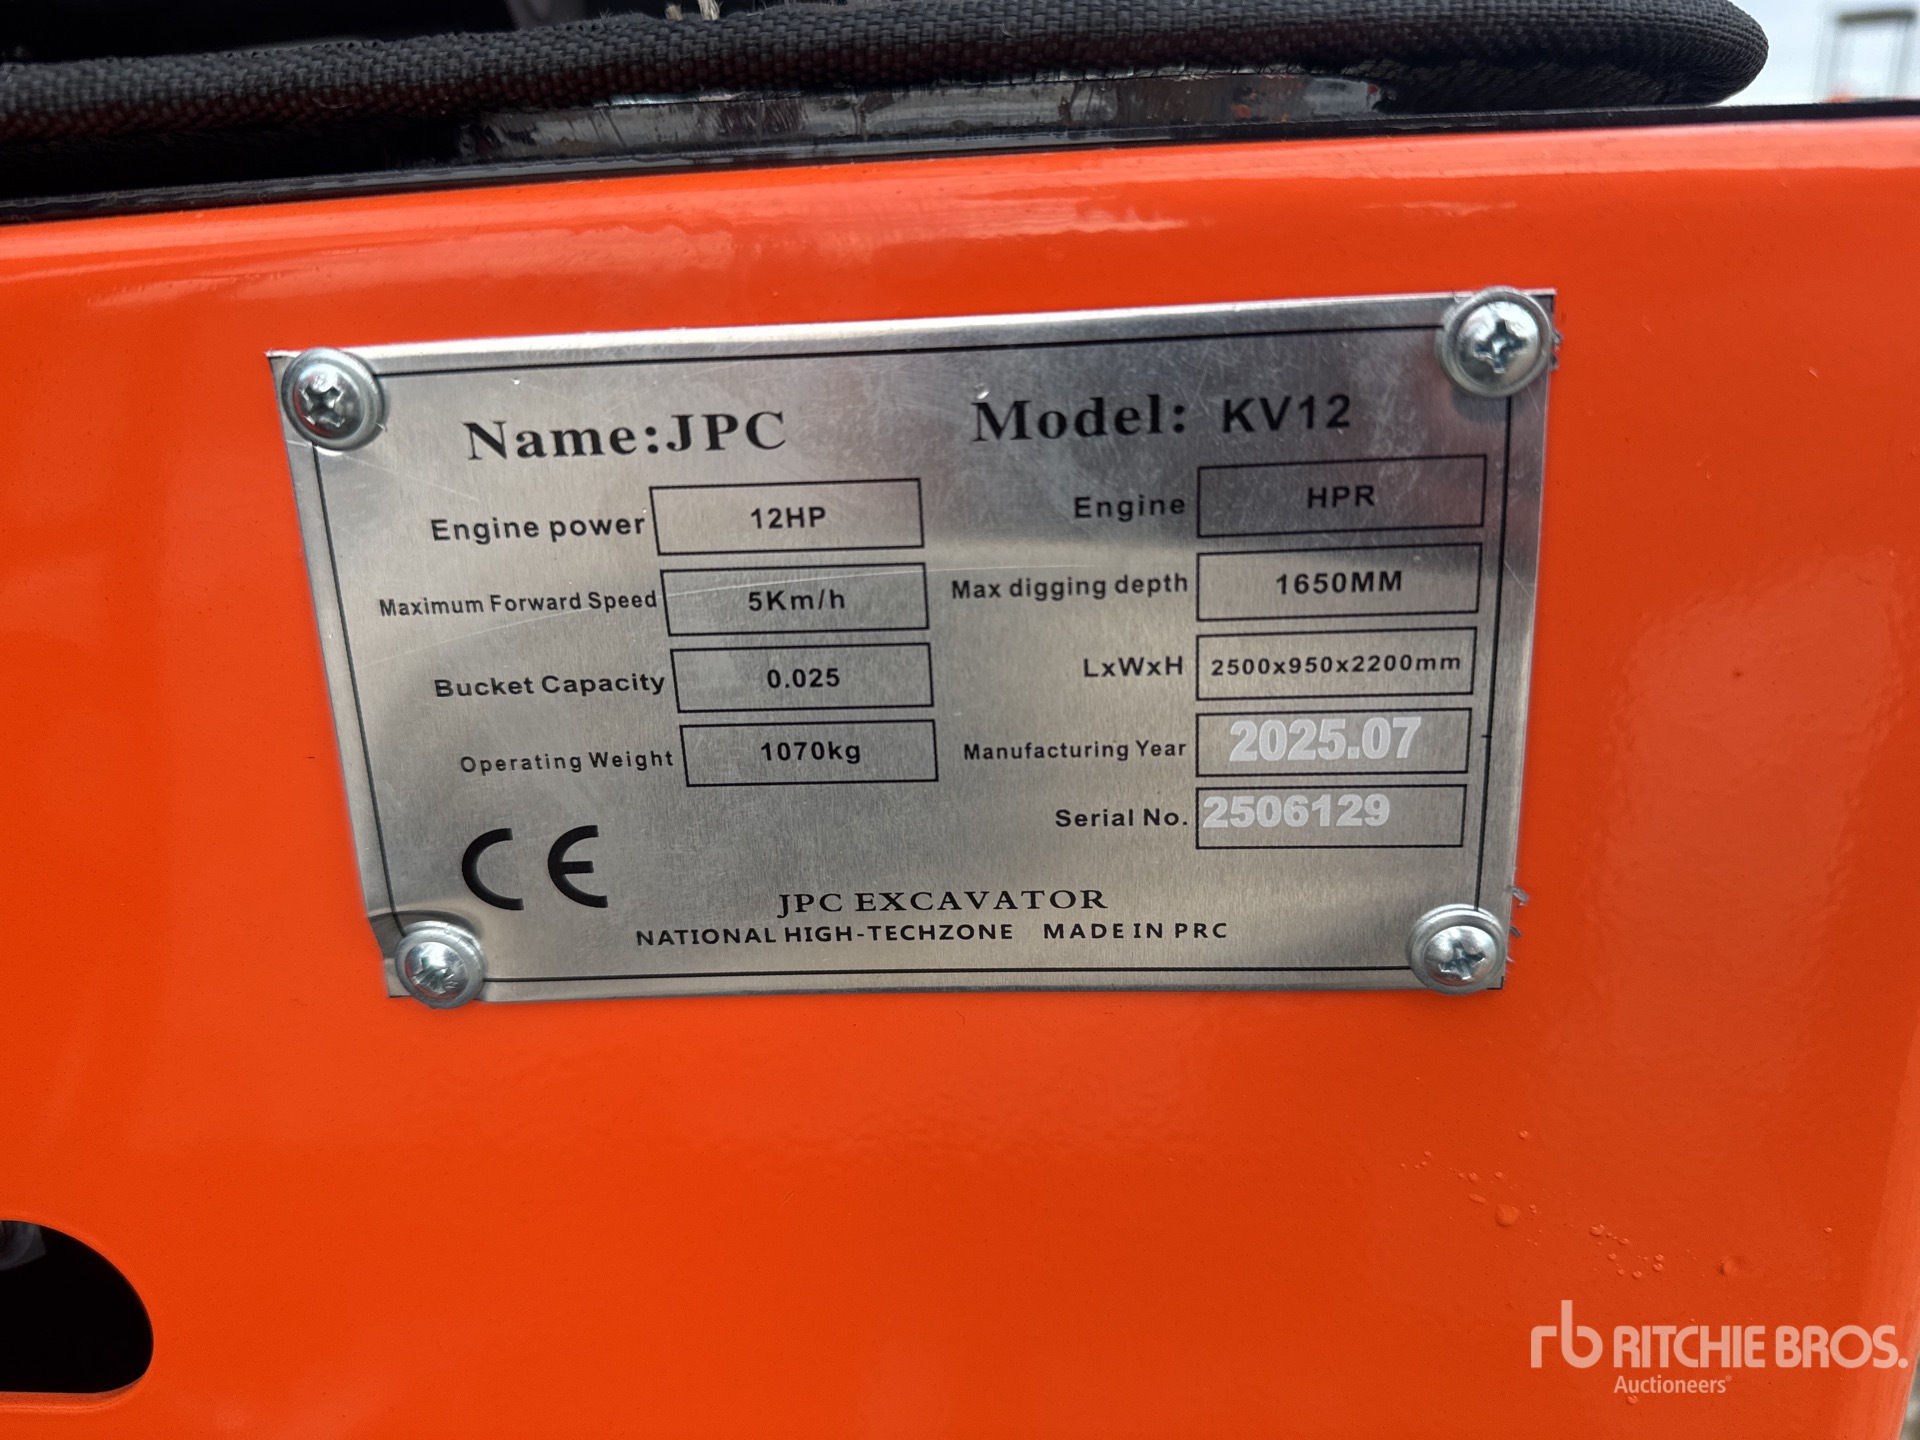 Name:JPC Model: KV12
Engine power 12HP Engine HPR
Maximum Forward Speed 5Km/h Max digging depth 1650MM
Bucket Capacity 0.025 LxWxH 2500x950x2200mm
Operating Weight 1070kg Manufacturing Year 2025.07
Serial No. 2506129
CE
JPC EXCAVATOR
NATIONAL HIGH-TECHZONE MADE IN PRC
rb RITCHIE BROS.
Auctioneers